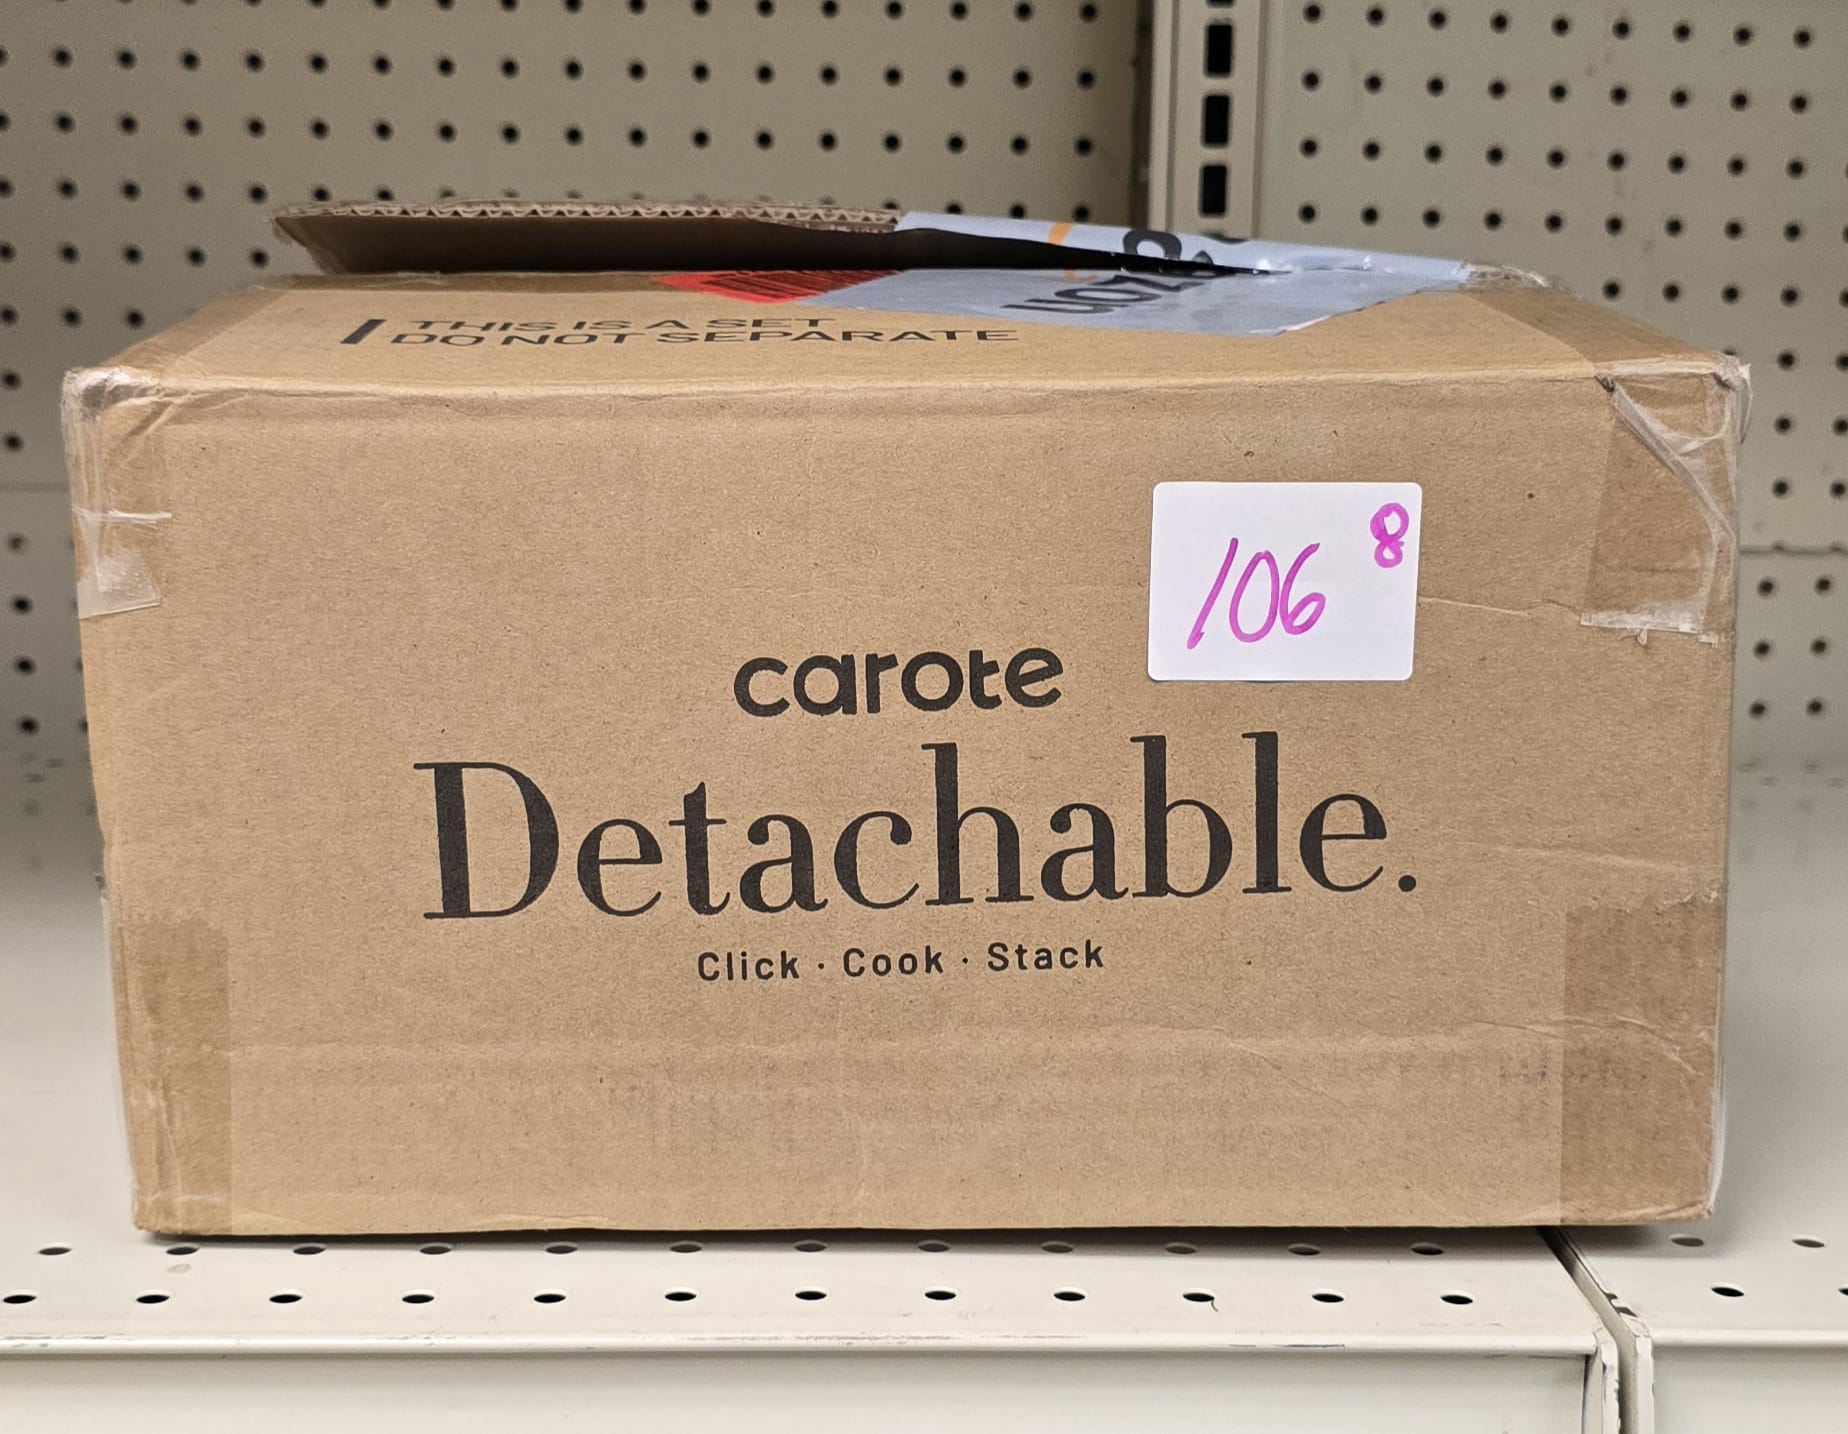 THIS IS A SET
DO NOT SEPARATE
8
106
carote
Detachable.
Click · Cook · Stack